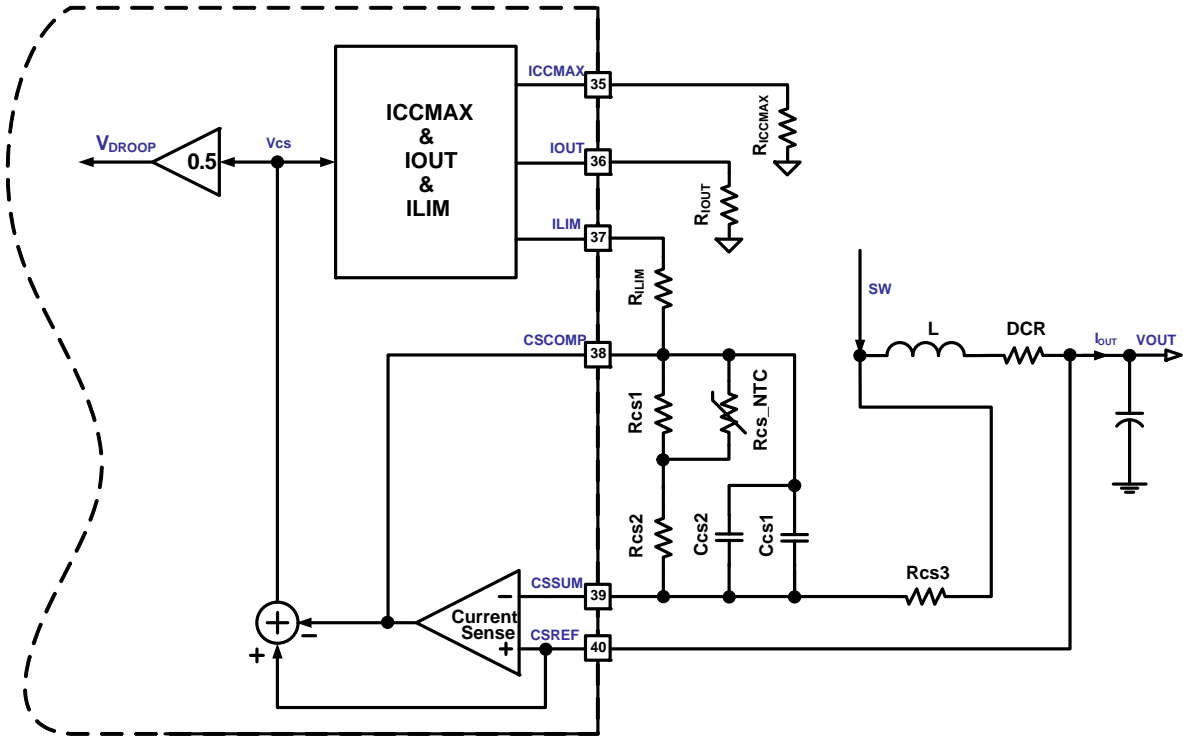 ICCMAX
35
ICCMAX
&
IOUT
&
ILIM
RICCMAX
VDROOP
0.5
Vcs
IOUT
36
RIOUT
ILIM
37
RILIM
SW
CSCOMP
38
L
DCR
IOUT
VOUT
Rcs1
Rcs_NTC
Rcs2
Ccs2
Ccs1
CSSUM
39
Rcs3
Current
Sense
−
+
CSREF
40
+
−
+